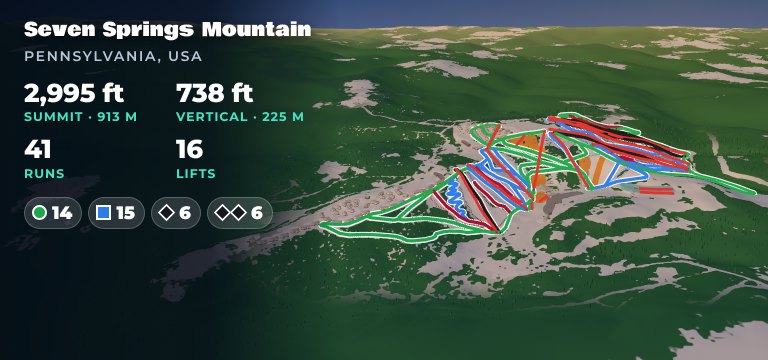 Seven Springs Mountain
PENNSYLVANIA, USA
2,995 ft 738 ft
SUMMIT · 913 M VERTICAL · 225 M
41 16
RUNS LIFTS
14 15 6 6